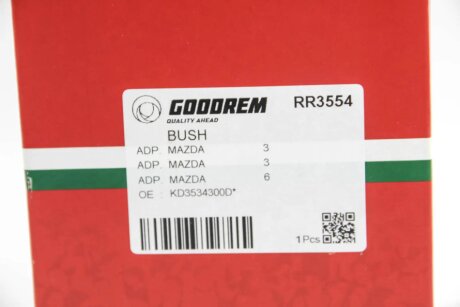 GOODREM RR3554
QUALITY AHEAD
BUSH
ADP. MAZDA 3
ADP. MAZDA 3
ADP. MAZDA 6
OE : KD3534300D*
1 Pcs